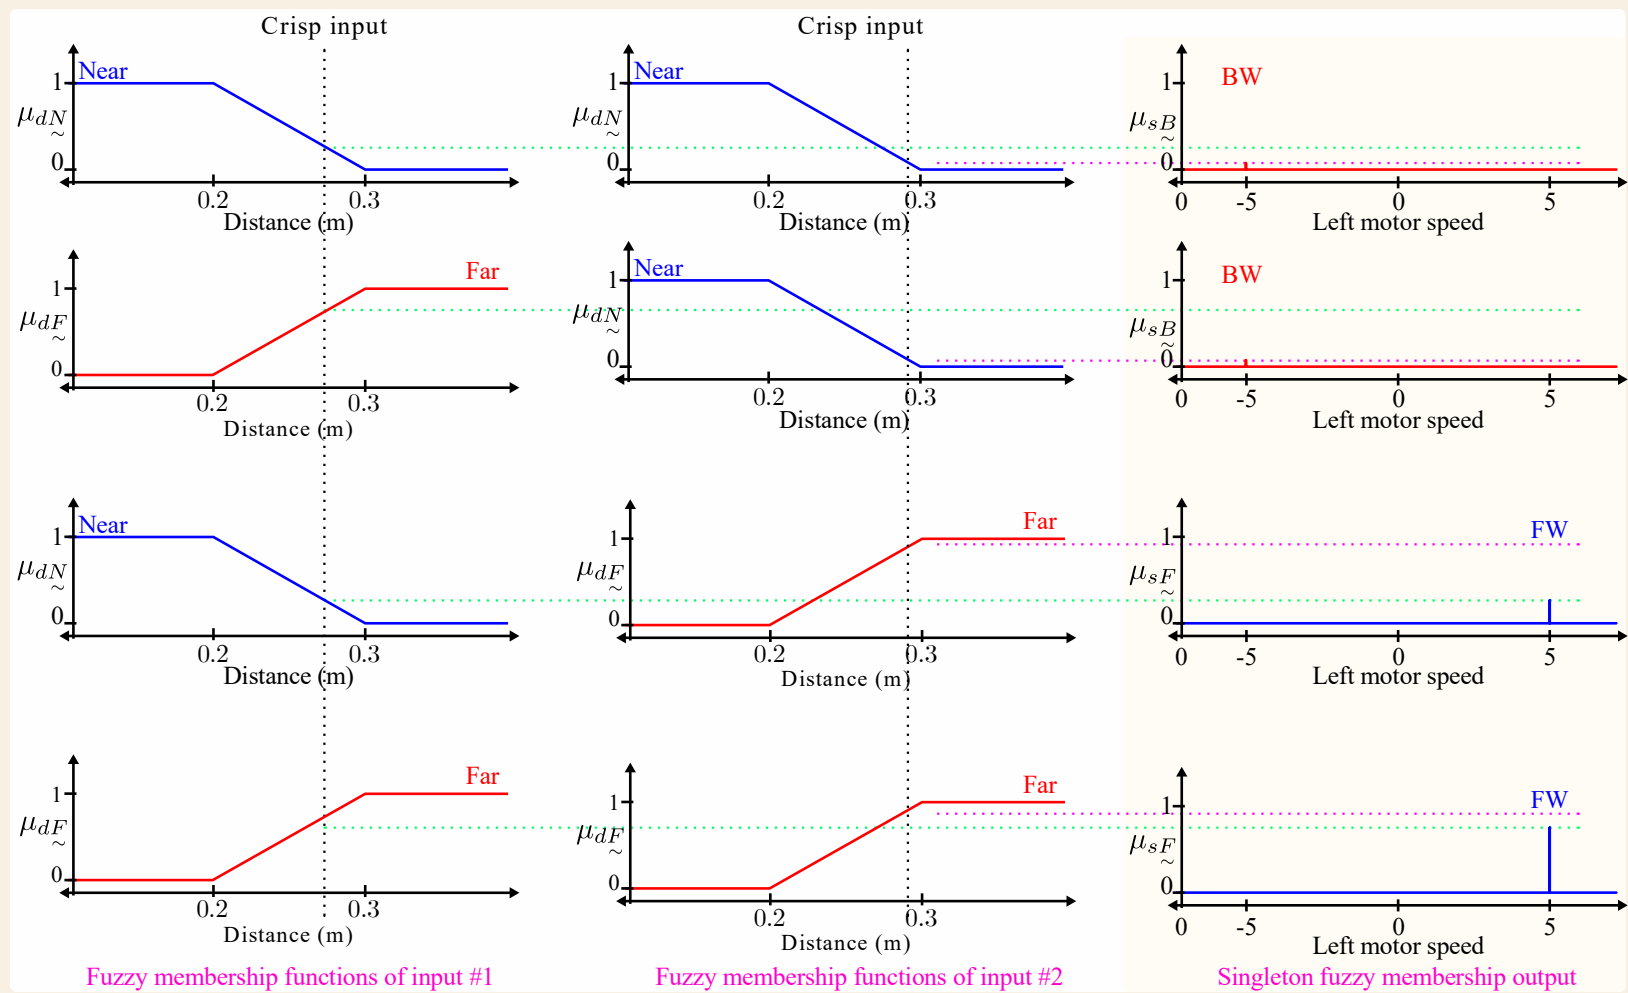 Crisp input
Crisp input
Near
1
μdN
~
0
0.2
0.3
Distance (m)
Near
1
μdN
~
0
0.2
0.3
Distance (m)
BW
1
μsB
~
0
0
-5
0
5
Left motor speed
Far
1
μdF
~
0
0.2
0.3
Distance (m)
Near
1
μdN
~
0
0.2
0.3
Distance (m)
BW
1
μsB
~
0
0
-5
0
5
Left motor speed
Near
1
μdN
~
0
0.2
0.3
Distance (m)
Far
1
μdF
~
0
0.2
0.3
Distance (m)
FW
1
μsF
~
0
0
-5
0
5
Left motor speed
Far
1
μdF
~
0
0.2
0.3
Distance (m)
Far
1
μdF
~
0
0.2
0.3
Distance (m)
FW
1
μsF
~
0
0
-5
0
5
Left motor speed
Fuzzy membership functions of input #1
Fuzzy membership functions of input #2
Singleton fuzzy membership output